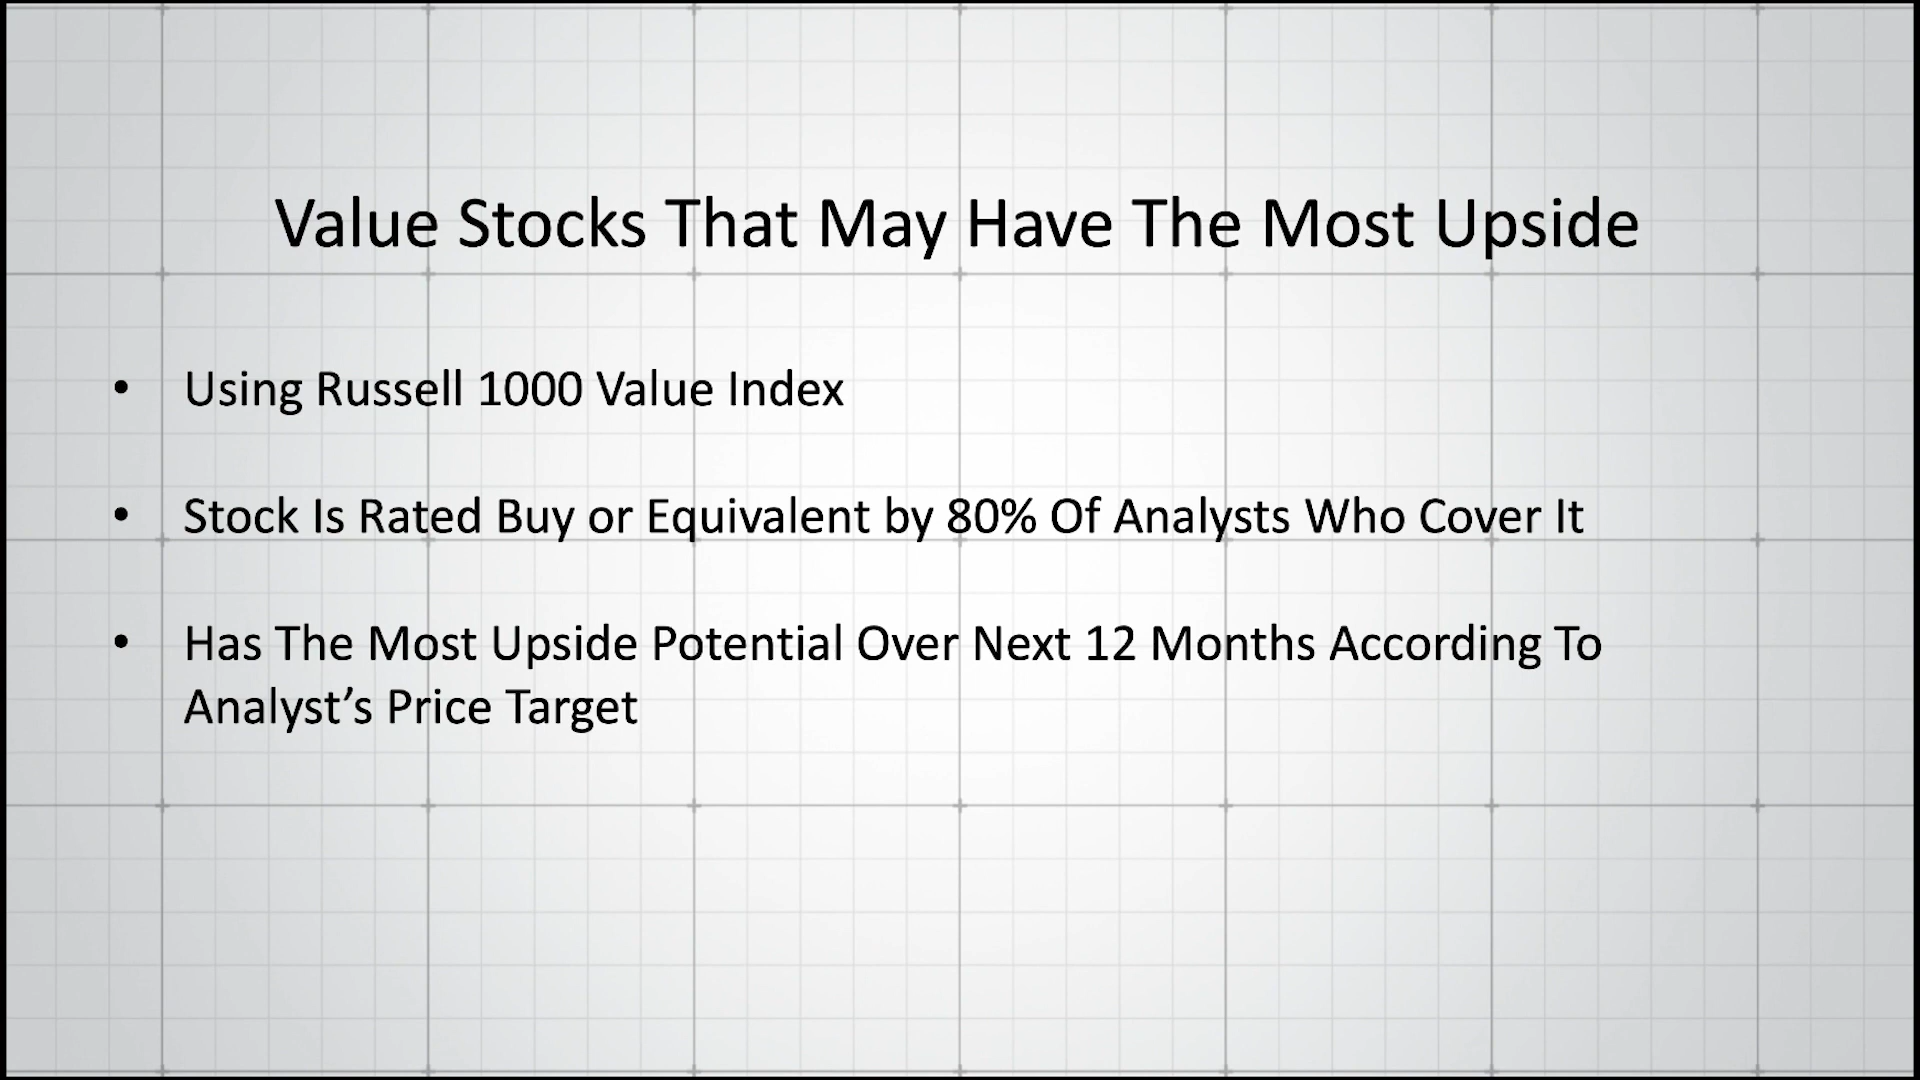 Value Stocks That May Have The Most Upside
• Using Russell 1000 Value Index
• Stock Is Rated Buy or Equivalent by 80% Of Analysts Who Cover It
• Has The Most Upside Potential Over Next 12 Months According To
Analyst’s Price Target